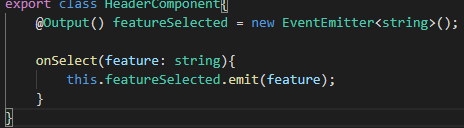 export class HeaderComponent{
@Output() featureSelected = new EventEmitter<string>();
onSelect(feature: string){
this.featureSelected.emit(feature);
}
}